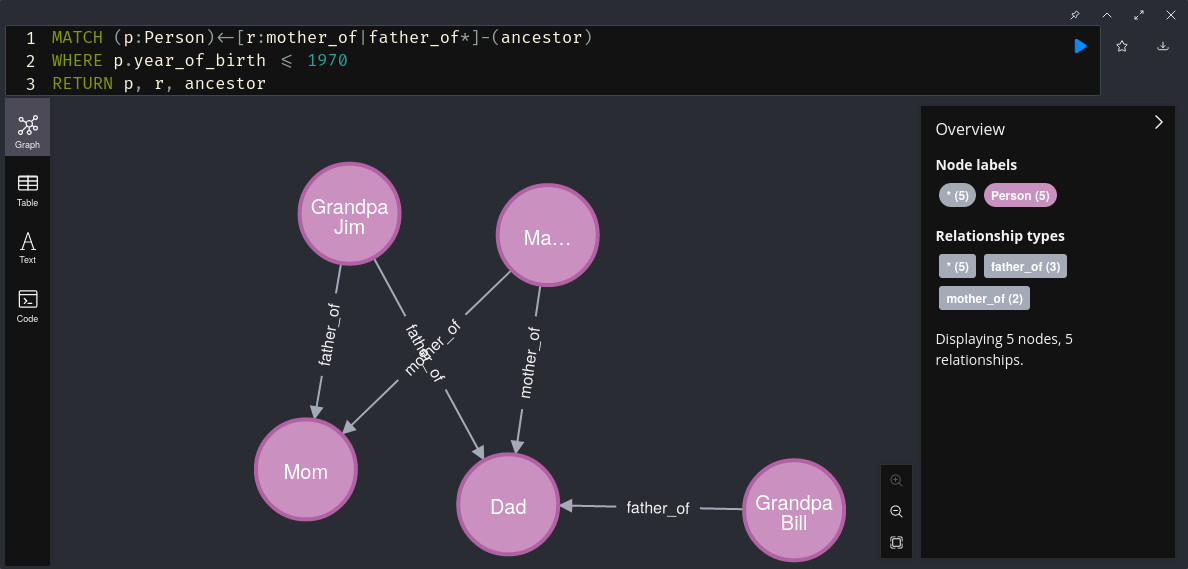 1 MATCH (p:Person)<-[r:mother_of|father_of*]-(ancestor)
2 WHERE p.year_of_birth <= 1970
3 RETURN p, r, ancestor
Graph
Table
Text
Code
Grandpa
Jim
Ma...
father_of
father_of
mother_of
mother_of
Mom
Dad
father_of
Grandpa
Bill
Overview
Node labels
* (5) Person (5)
Relationship types
* (5) father_of (3)
mother_of (2)
Displaying 5 nodes, 5
relationships.